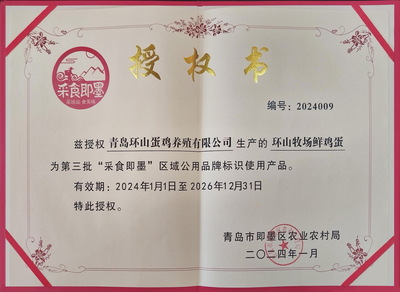 采食即墨
授权书
编号：2024009
兹授权 青岛环山蛋鸡养殖有限公司 生产的 环山牧场鲜鸡蛋
为第三批“采食即墨”区域公用品牌标识使用产品。
有效期：2024年1月1日至2026年12月31日
特此授权。
青岛市即墨区农业农村局
二〇二四年一月